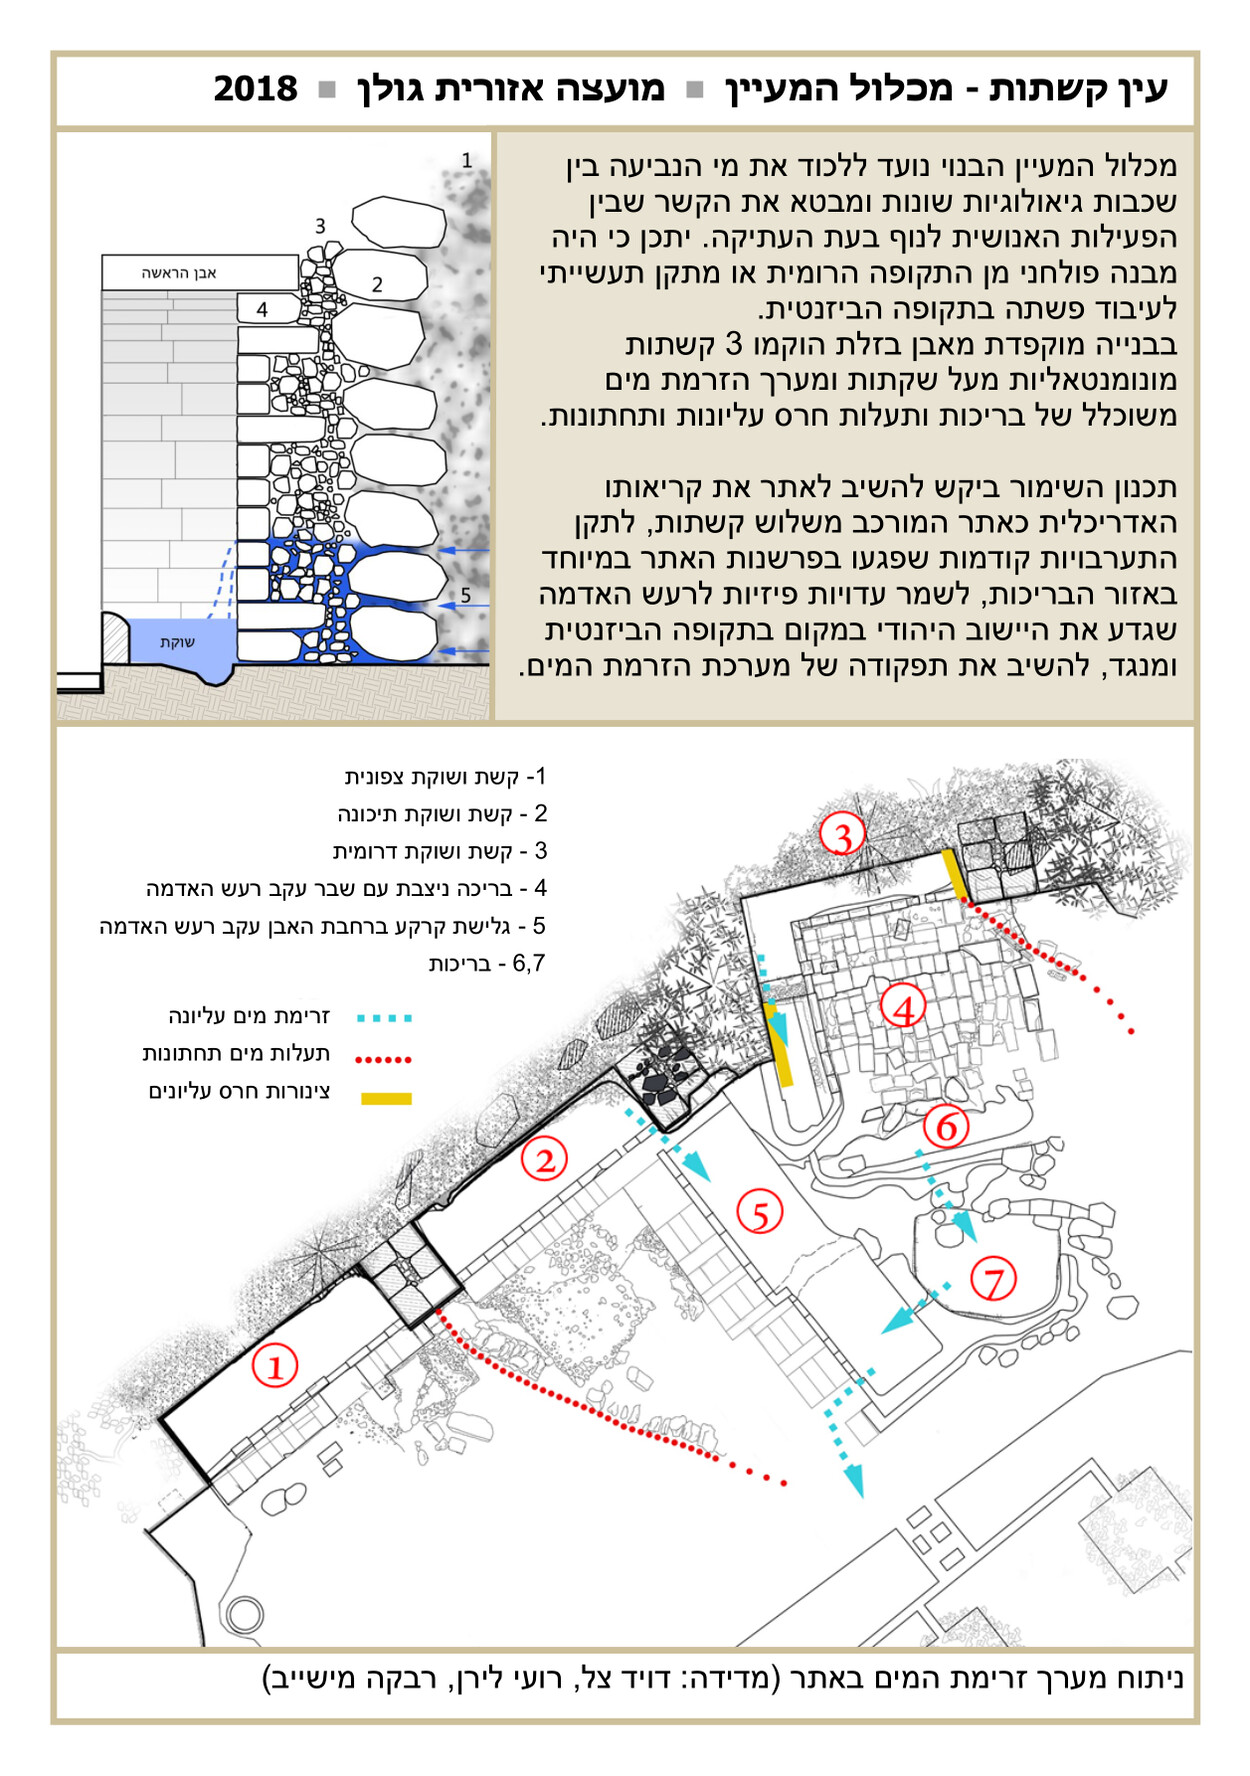 עין קשתות - מכלול המעיין ▪ מועצה אזורית גולן ▪ 2018
מכלול המעיין הבנוי נועד ללכוד את מי הנביעה בין
שכבות גיאולוגיות שונות ומבטא את הקשר שבין
הפעילות האנושית לנוף בעת העתיקה. יתכן כי היה
מבנה פולחני מן התקופה הרומית או מתקן תעשייתי
לעיבוד פשתה בתקופה הביזנטית.
בבנייה מוקפדת מאבן בזלת הוקמו 3 קשתות
מונומנטאליות מעל שקתות ומערך הזרמת מים
משוכלל של בריכות ותעלות חרס עליונות ותחתונות.
תכנון השימור ביקש להשיב לאתר את קריאותו
האדריכלית כאתר המורכב משלוש קשתות, לתקן
התערבויות קודמות שפגעו בפרשנות האתר במיוחד
באזור הבריכות, לשמר עדויות פיזיות לרעש האדמה
שגדע את היישוב היהודי במקום בתקופה הביזנטית
ומנגד, להשיב את תפקודה של מערכת הזרמת המים.
1
3
אבן הראשה
2
4
5
שוקת
1- קשת ושוקת צפונית
2 - קשת ושוקת תיכונה
3 - קשת ושוקת דרומית
4 - בריכה ניצבת עם שבר עקב רעש האדמה
5 - גלישת קרקע ברחבת האבן עקב רעש האדמה
6,7 - בריכות
זרימת מים עליונה
תעלות מים תחתונות
צינורות חרס עליונים
3
4
6
2
5
7
1
ניתוח מערך זרימת המים באתר (מדידה: דויד צל, רועי לירן, רבקה מישייב)